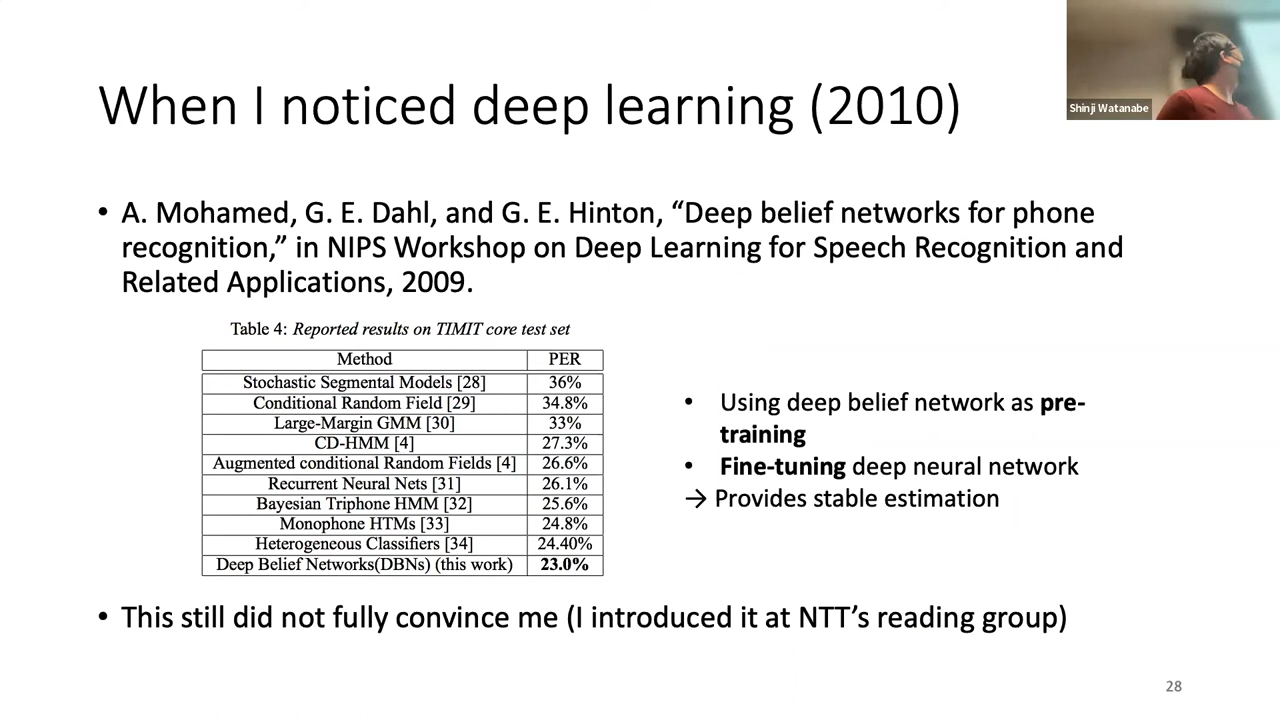 When I noticed deep learning (2010)
Shinji Watanabe
• A. Mohamed, G. E. Dahl, and G. E. Hinton, “Deep belief networks for phone
recognition,” in NIPS Workshop on Deep Learning for Speech Recognition and
Related Applications, 2009.
Table 4: Reported results on TIMIT core test set
Method PER
Stochastic Segmental Models [28] 36%
Conditional Random Field [29] 34.8%
Large-Margin GMM [30] 33%
CD-HMM [4] 27.3%
Augmented conditional Random Fields [4] 26.6%
Recurrent Neural Nets [31] 26.1%
Bayesian Triphone HMM [32] 25.6%
Monophone HTMs [33] 24.8%
Heterogeneous Classifiers [34] 24.40%
Deep Belief Networks(DBNs) (this work) 23.0%
• Using deep belief network as pre-
training
• Fine-tuning deep neural network
→ Provides stable estimation
• This still did not fully convince me (I introduced it at NTT’s reading group)
28